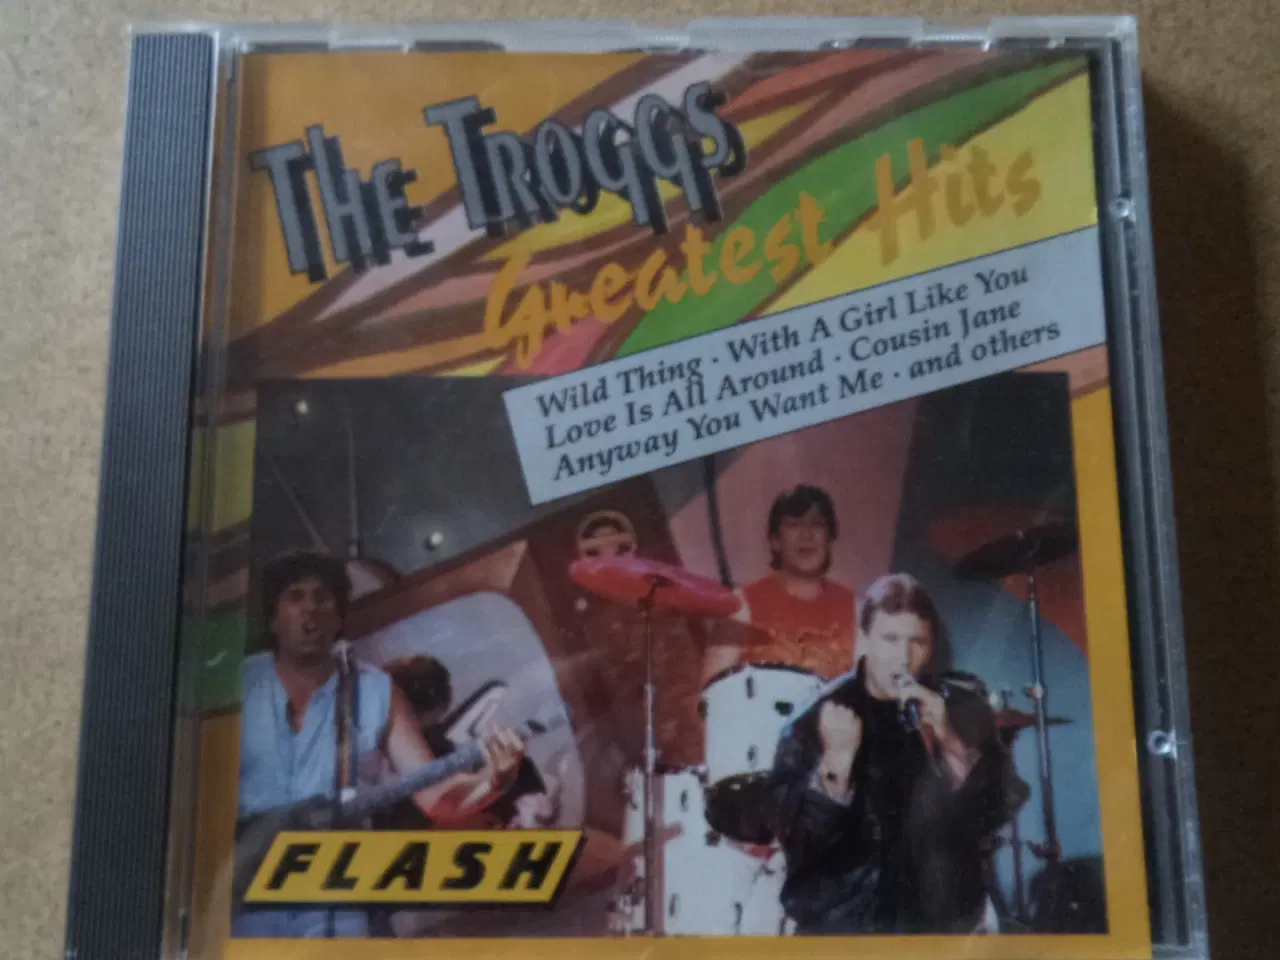 The Troggs
Greatest Hits
Wild Thing · With A Girl Like You
Love Is All Around · Cousin Jane
Anyway You Want Me · and others
FLASH